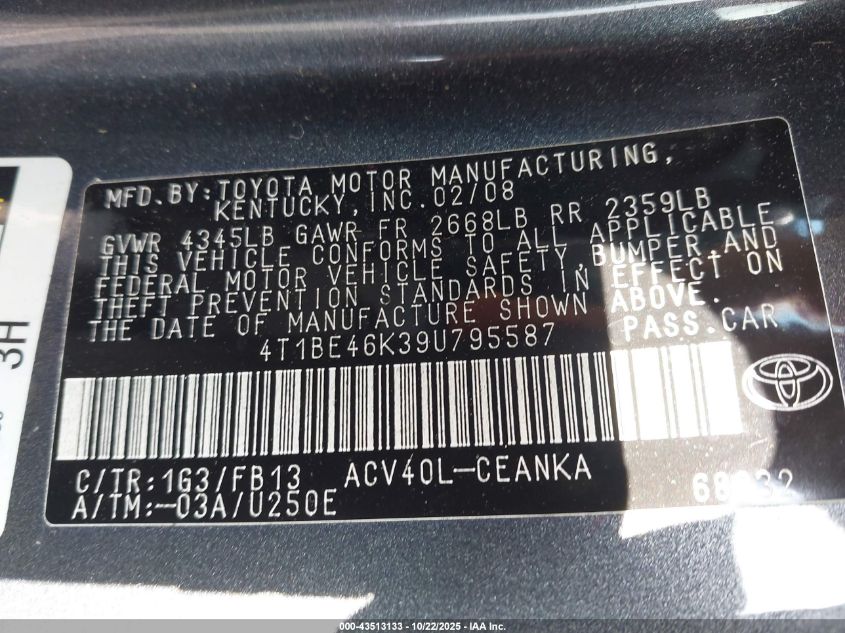 MFD. BY: TOYOTA MOTOR MANUFACTURING,
KENTUCKY, INC. 02/08
GVWR 4345LB GAWR FR 2668LB RR 2359LB
THIS VEHICLE CONFORMS TO ALL APPLICABLE
FEDERAL MOTOR VEHICLE SAFETY, BUMPER, AND
THEFT PREVENTION STANDARDS IN EFFECT ON
THE DATE OF MANUFACTURE SHOWN ABOVE.
4T1BE46K39U795587 PASS. CAR
C/TR: 1G3/FB13 ACV40L-CEANKA
A/TM:-03A/U250E
3H
000-43513133 - 10/22/2025 - IAA Inc.